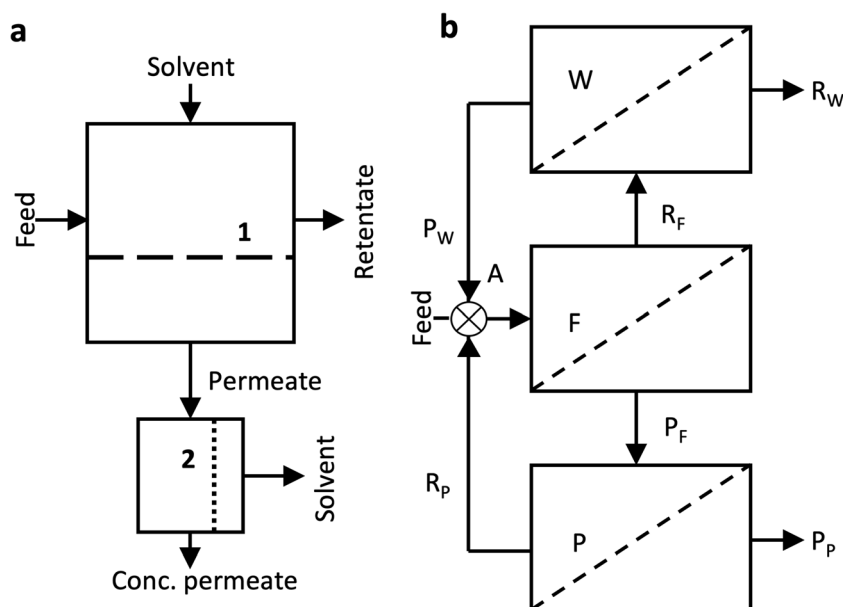 a
Solvent
Feed
1
Retentate
Permeate
2
Solvent
Conc. permeate
b
W
R_W
P_W
R_F
A
Feed
F
P_F
R_P
P
P_P